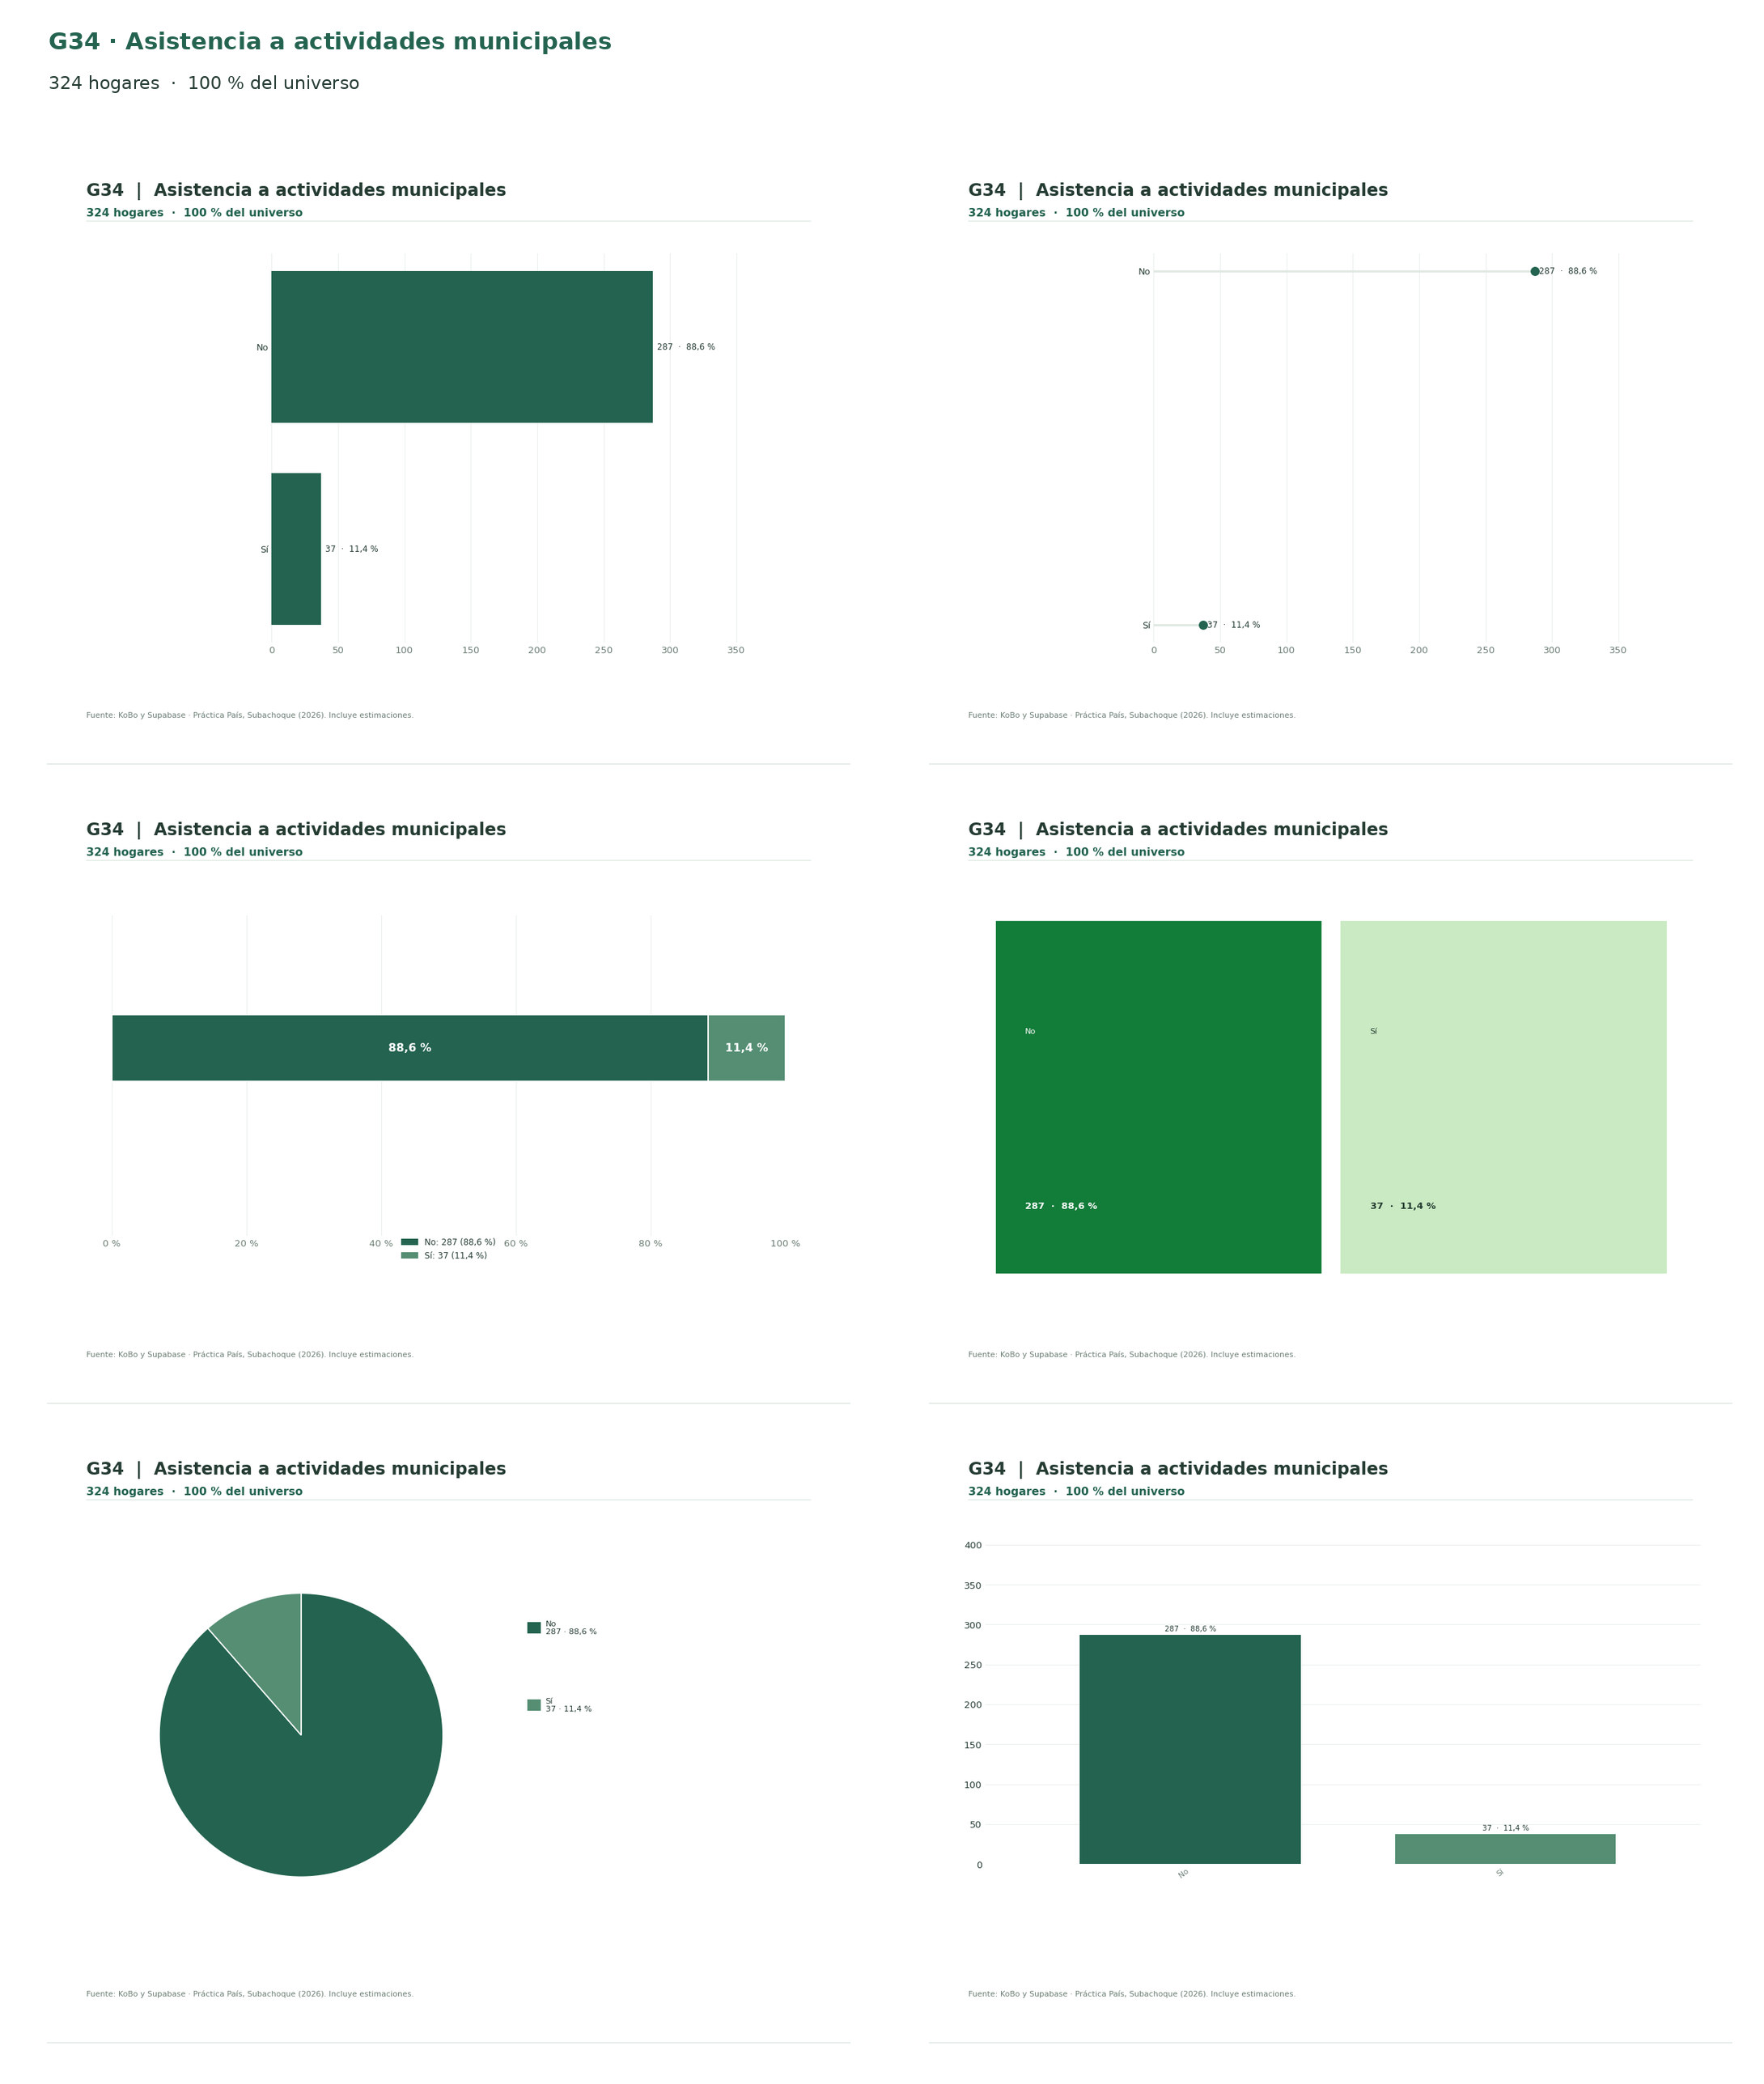 G34 · Asistencia a actividades municipales
324 hogares · 100 % del universo
G34 | Asistencia a actividades municipales
324 hogares · 100 % del universo
No
287 · 88,6 %
Sí
37 · 11,4 %
0 50 100 150 200 250 300 350
Fuente: KoBo y Supabase · Práctica País, Subachoque (2026). Incluye estimaciones.
G34 | Asistencia a actividades municipales
324 hogares · 100 % del universo
No
287 · 88,6 %
Sí
37 · 11,4 %
0 50 100 150 200 250 300 350
Fuente: KoBo y Supabase · Práctica País, Subachoque (2026). Incluye estimaciones.
G34 | Asistencia a actividades municipales
324 hogares · 100 % del universo
88,6 % 11,4 %
0 % 20 % 40 % 60 % 80 % 100 %
No: 287 (88,6 %)
Sí: 37 (11,4 %)
Fuente: KoBo y Supabase · Práctica País, Subachoque (2026). Incluye estimaciones.
G34 | Asistencia a actividades municipales
324 hogares · 100 % del universo
No
287 · 88,6 %
Sí
37 · 11,4 %
Fuente: KoBo y Supabase · Práctica País, Subachoque (2026). Incluye estimaciones.
G34 | Asistencia a actividades municipales
324 hogares · 100 % del universo
No
287 · 88,6 %
Sí
37 · 11,4 %
Fuente: KoBo y Supabase · Práctica País, Subachoque (2026). Incluye estimaciones.
G34 | Asistencia a actividades municipales
324 hogares · 100 % del universo
400
350
300
250
200
150
100
50
0
287 · 88,6 %
37 · 11,4 %
No
Sí
Fuente: KoBo y Supabase · Práctica País, Subachoque (2026). Incluye estimaciones.